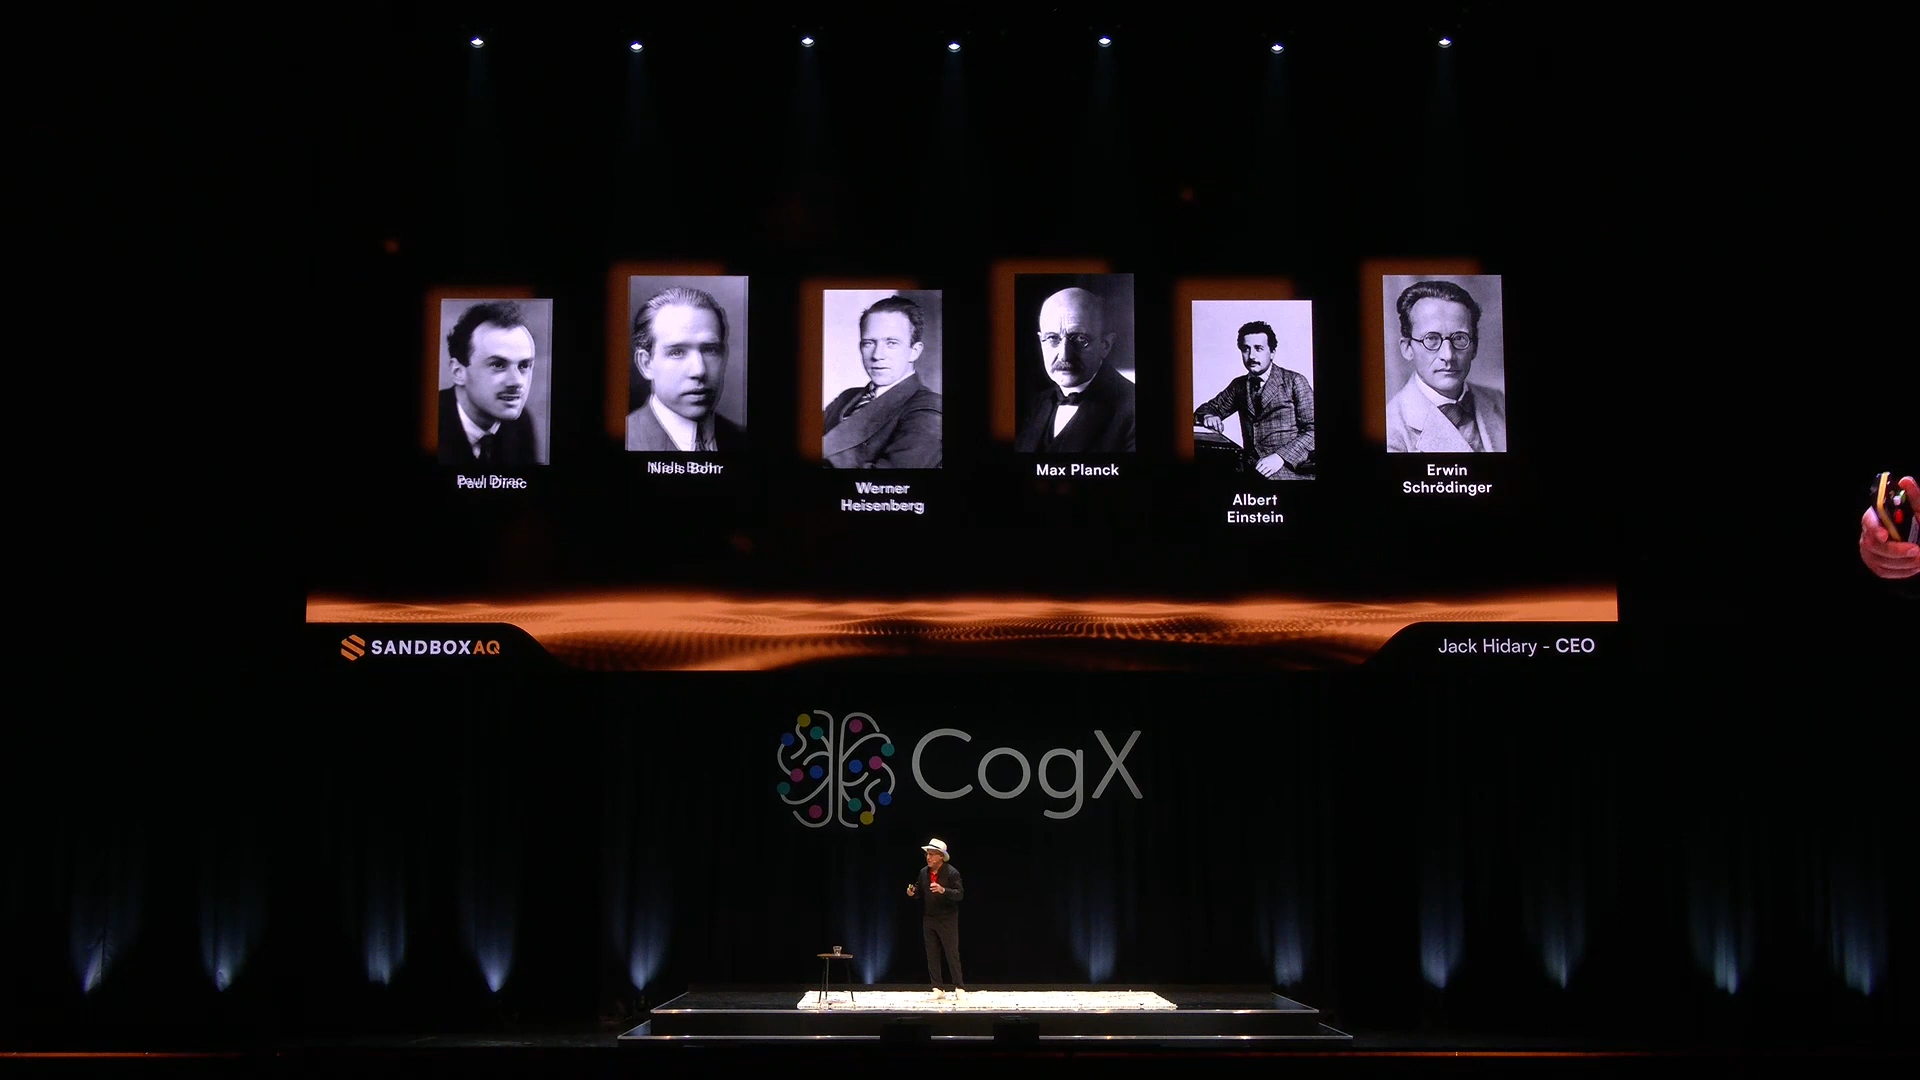 Paul Dirac
Niels Bohr
Werner
Heisenberg
Max Planck
Albert
Einstein
Erwin
Schrödinger
SANDBOXAQ
Jack Hidary - CEO
CogX